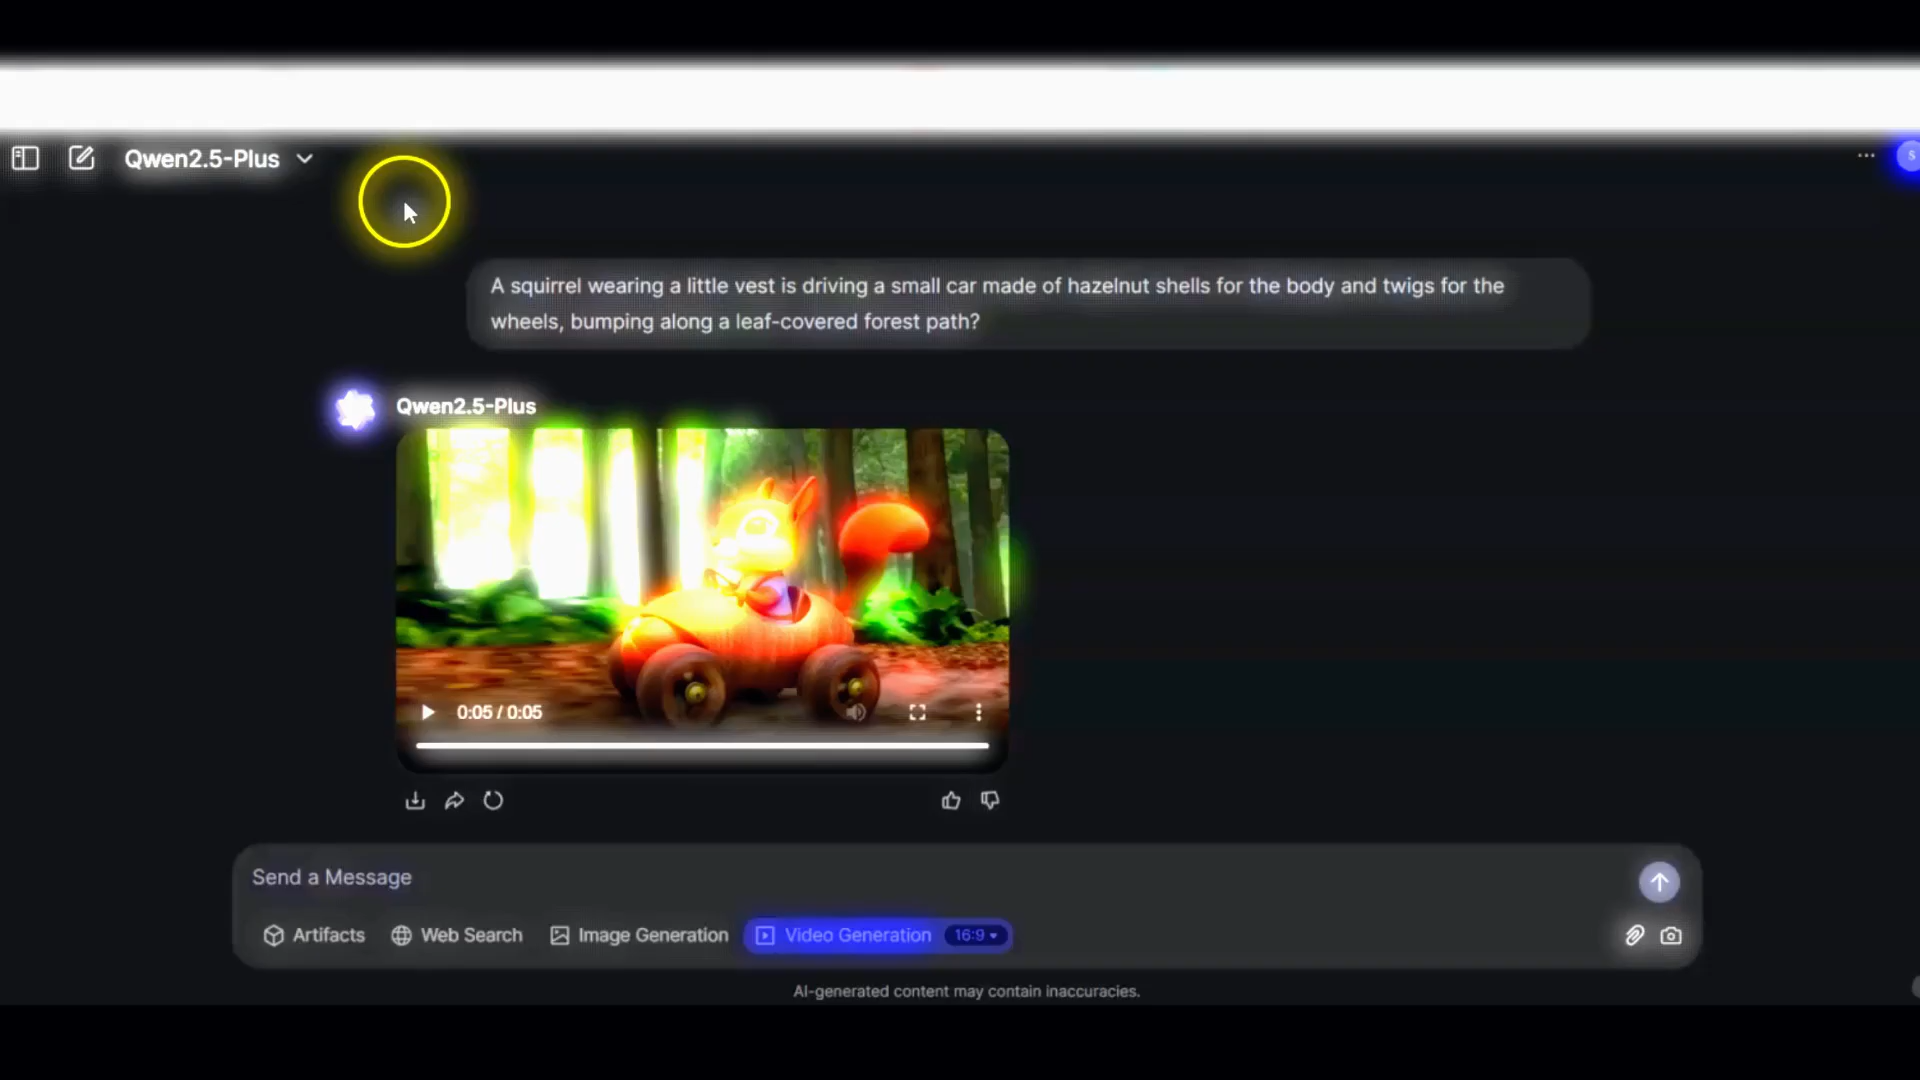 Qwen2.5-Plus
S
A squirrel wearing a little vest is driving a small car made of hazelnut shells for the body and twigs for the
wheels, bumping along a leaf-covered forest path?
Qwen2.5-Plus
0:05 / 0:05
Send a Message
Artifacts Web Search Image Generation Video Generation 16:9
AI-generated content may contain inaccuracies.